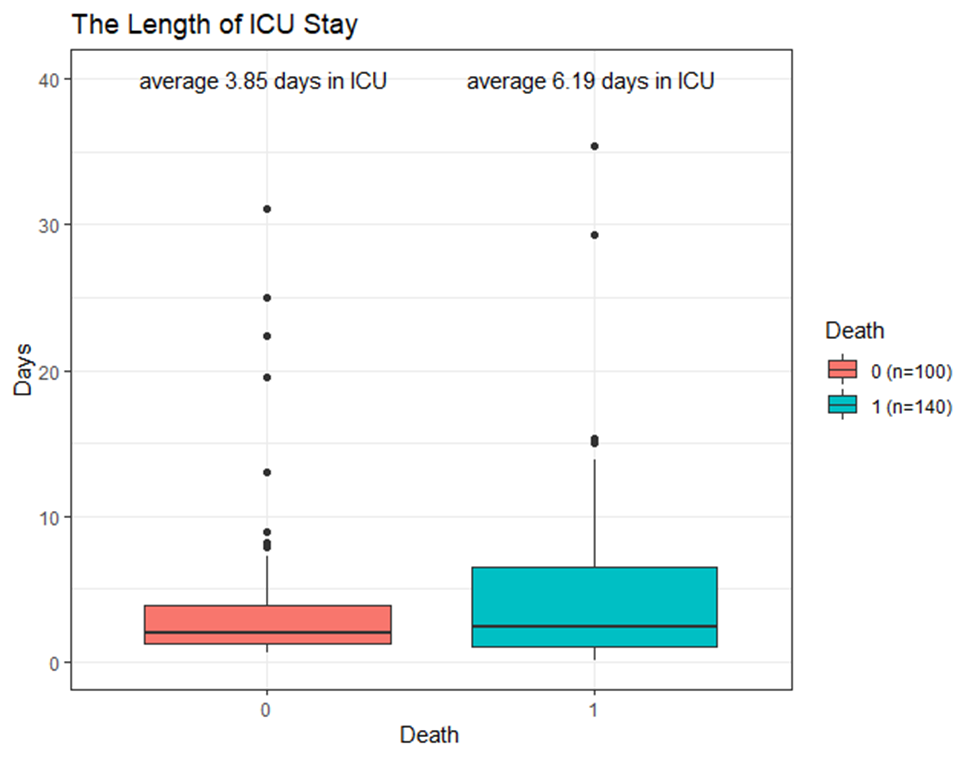 The Length of ICU Stay
average 3.85 days in ICU
average 6.19 days in ICU
40
30
20
10
0
Days
0
1
Death
Death
0 (n=100)
1 (n=140)